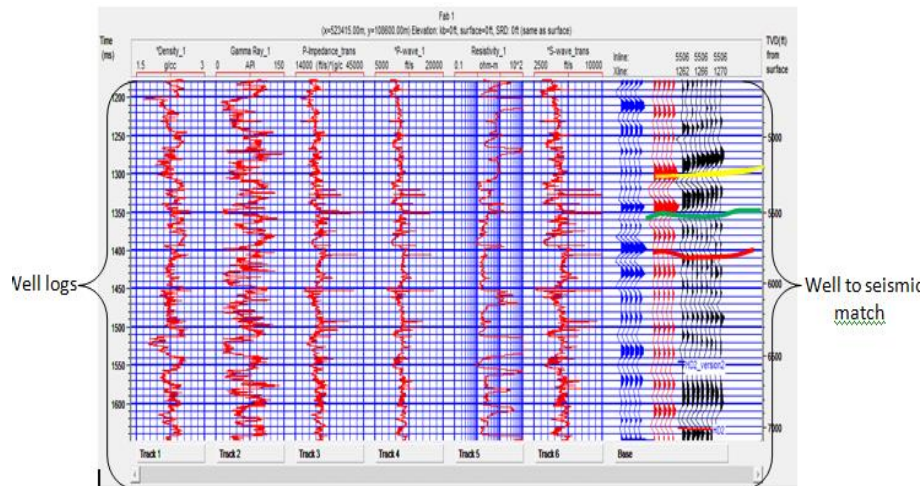 Fab 1
(x=523415.00m, y=108600.00m) Elevation: kb=0ft, surface=0ft, SRD: 0ft (same as surface)
Time
(ms)
*Density_1
1.5 g/cc 3
Gamma Ray_1
0 API 150
P-Impedance_trans
14000 (ft/s)*(g/c 45000
*P-wave_1
5000 ft/s 20000
Resistivity_1
0.1 ohm-m 10^2
*S-wave_trans
2500 ft/s 10000
Inline: 5506 5506 5506
Xline: 1262 1266 1270
TVD(ft)
from
surface
1200
1250
1300
1350
1400
1450
1500
1550
1600
5000
5500
6000
6500
7000
Well logs
Well to seismic
match
Track 1
Track 2
Track 3
Track 4
Track 5
Track 6
Base